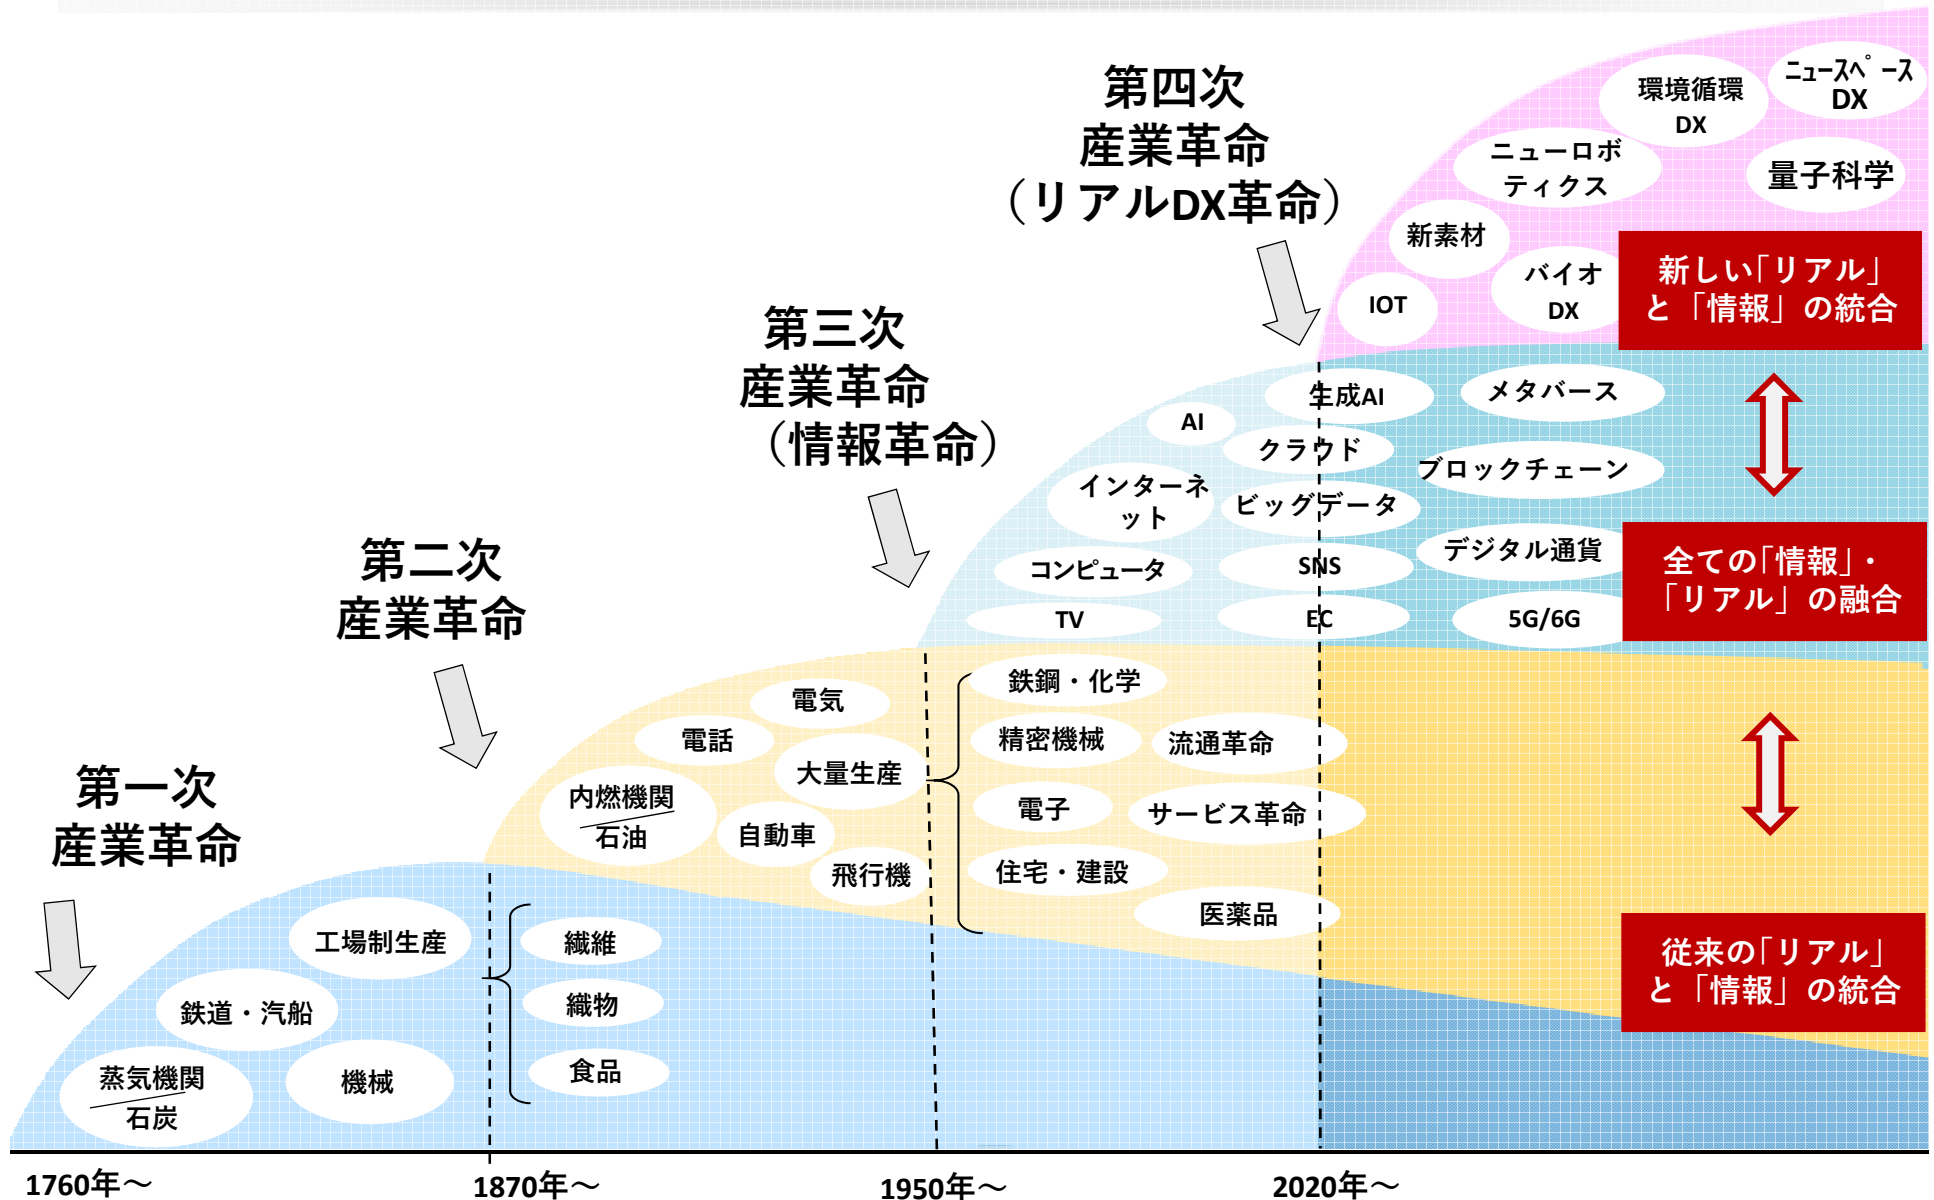 第四次
産業革命
（リアルDX革命）
環境循環
DX
ニュースペース
DX
ニューロボ
ティクス
量子科学
新素材
バイオ
DX
IOT
新しい「リアル」
と「情報」の統合
第三次
産業革命
（情報革命）
生成AI
メタバース
AI
クラウド
ブロックチェーン
インターネ
ット
ビッグデータ
デジタル通貨
コンピュータ
SNS
TV
EC
5G/6G
全ての「情報」・
「リアル」の融合
第二次
産業革命
電気
電話
大量生産
内燃機関
石油
自動車
飛行機
鉄鋼・化学
精密機械
流通革命
電子
サービス革命
住宅・建設
医薬品
従来の「リアル」
と「情報」の統合
第一次
産業革命
工場制生産
鉄道・汽船
蒸気機関
石炭
機械
繊維
織物
食品
1760年～
1870年～
1950年～
2020年～